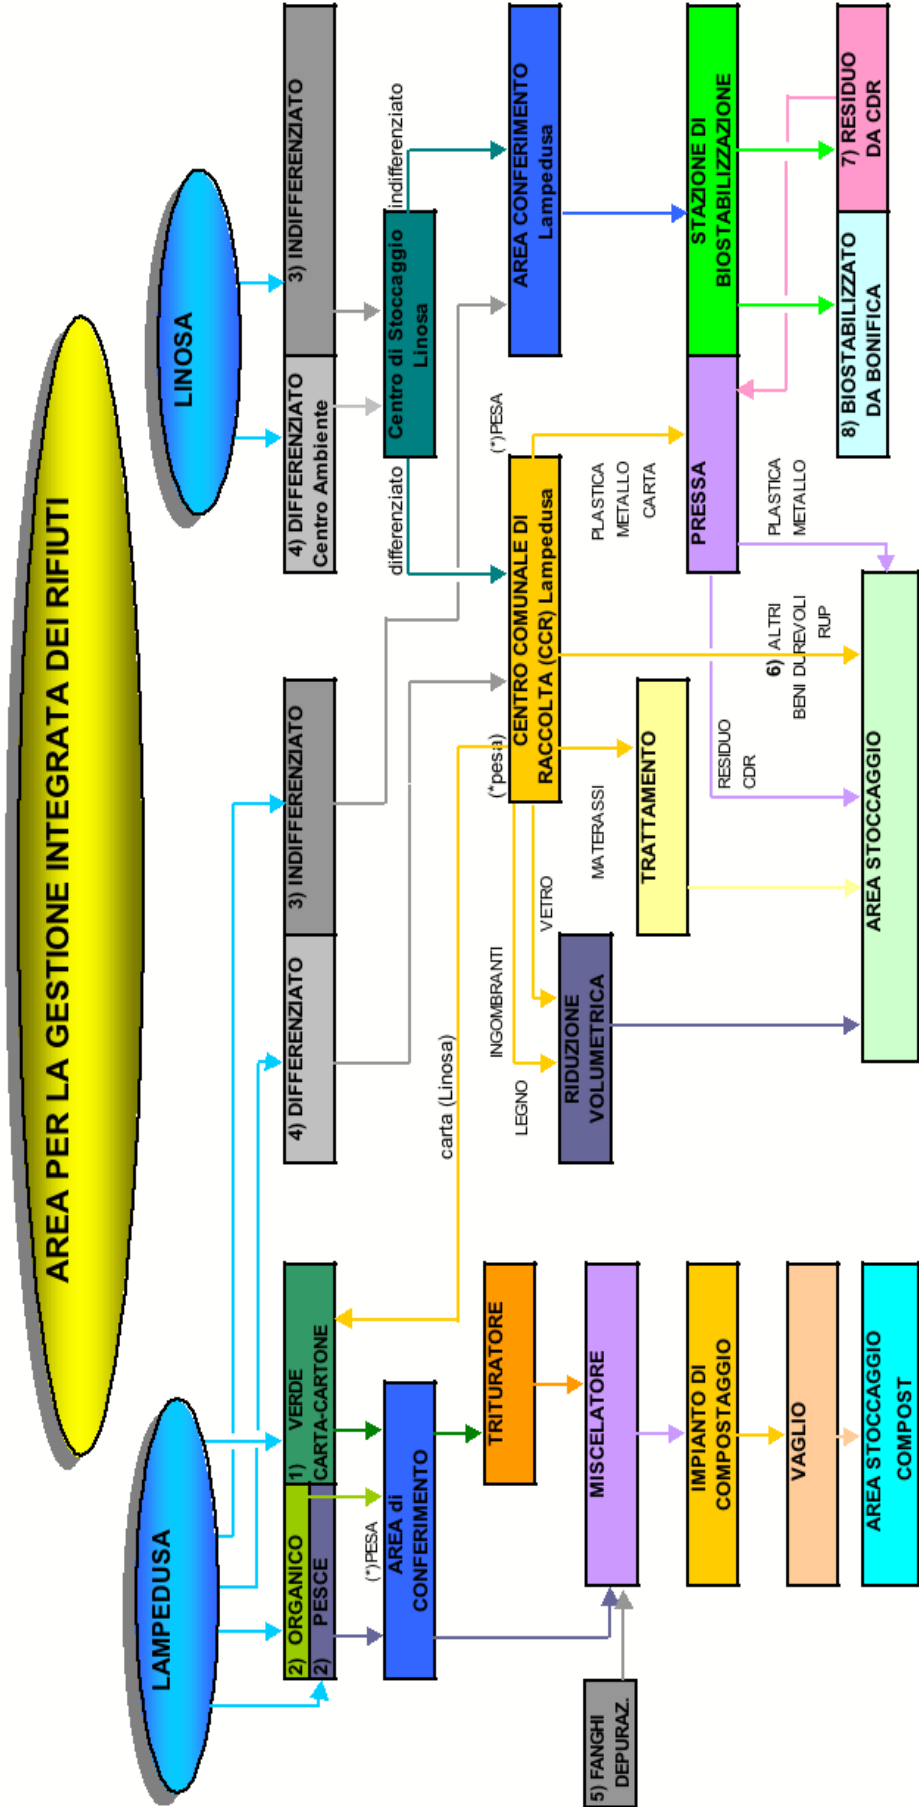 AREA PER LA GESTIONE INTEGRATA DEI RIFIUTI
LAMPEDUSA
LINOSA
2) ORGANICO
2) PESCE
1) VERDE
CARTA-CARTONE
4) DIFFERENZIATO
3) INDIFFERENZIATO
4) DIFFERENZIATO
Centro Ambiente
3) INDIFFERENZIATO
(*)PESA
AREA di
CONFERIMENTO
carta (Linosa)
differenziato
Centro di Stoccaggio
Linosa
indifferenziato
TRITURATORE
LEGNO
INGOMBRANTI
VETRO
(*pesa)
CENTRO COMUNALE DI
RACCOLTA (CCR) Lampedusa
(*)PESA
AREA CONFERIMENTO
Lampedusa
5) FANGHI
DEPURAZ.
MISCELATORE
RIDUZIONE
VOLUMETRICA
MATERASSI
TRATTAMENTO
PLASTICA
METALLO
CARTA
IMPIANTO DI
COMPOSTAGGIO
RESIDUO
CDR
PRESSA
STAZIONE DI
BIOSTABILIZZAZIONE
VAGLIO
6) ALTRI
BENI DUREVOLI
RUP
PLASTICA
METALLO
AREA STOCCAGGIO
COMPOST
AREA STOCCAGGIO
8) BIOSTABILIZZATO
DA BONIFICA
7) RESIDUO
DA CDR